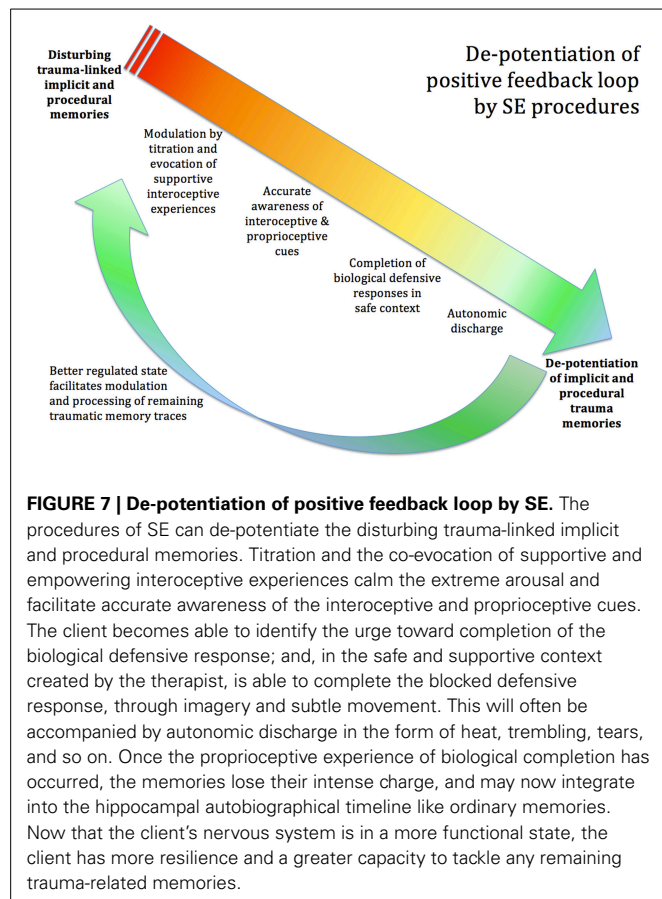 De-potentiation of
positive feedback loop
by SE procedures
Disturbing
trauma-linked
implicit and
procedural
memories
Modulation by
titration and
evocation of
supportive
interoceptive
experiences
Accurate
awareness of
interoceptive &
proprioceptive
cues
Completion of
biological defensive
responses in
safe context
Autonomic
discharge
De-potentiation
of implicit and
procedural
trauma
memories
Better regulated state
facilitates modulation
and processing of remaining
traumatic memory traces
FIGURE 7 | De-potentiation of positive feedback loop by SE. The
procedures of SE can de-potentiate the disturbing trauma-linked implicit
and procedural memories. Titration and the co-evocation of supportive and
empowering interoceptive experiences calm the extreme arousal and
facilitate accurate awareness of the interoceptive and proprioceptive cues.
The client becomes able to identify the urge toward completion of the
biological defensive response; and, in the safe and supportive context
created by the therapist, is able to complete the blocked defensive
response, through imagery and subtle movement. This will often be
accompanied by autonomic discharge in the form of heat, trembling, tears,
and so on. Once the proprioceptive experience of biological completion has
occurred, the memories lose their intense charge, and may now integrate
into the hippocampal autobiographical timeline like ordinary memories.
Now that the client's nervous system is in a more functional state, the
client has more resilience and a greater capacity to tackle any remaining
trauma-related memories.